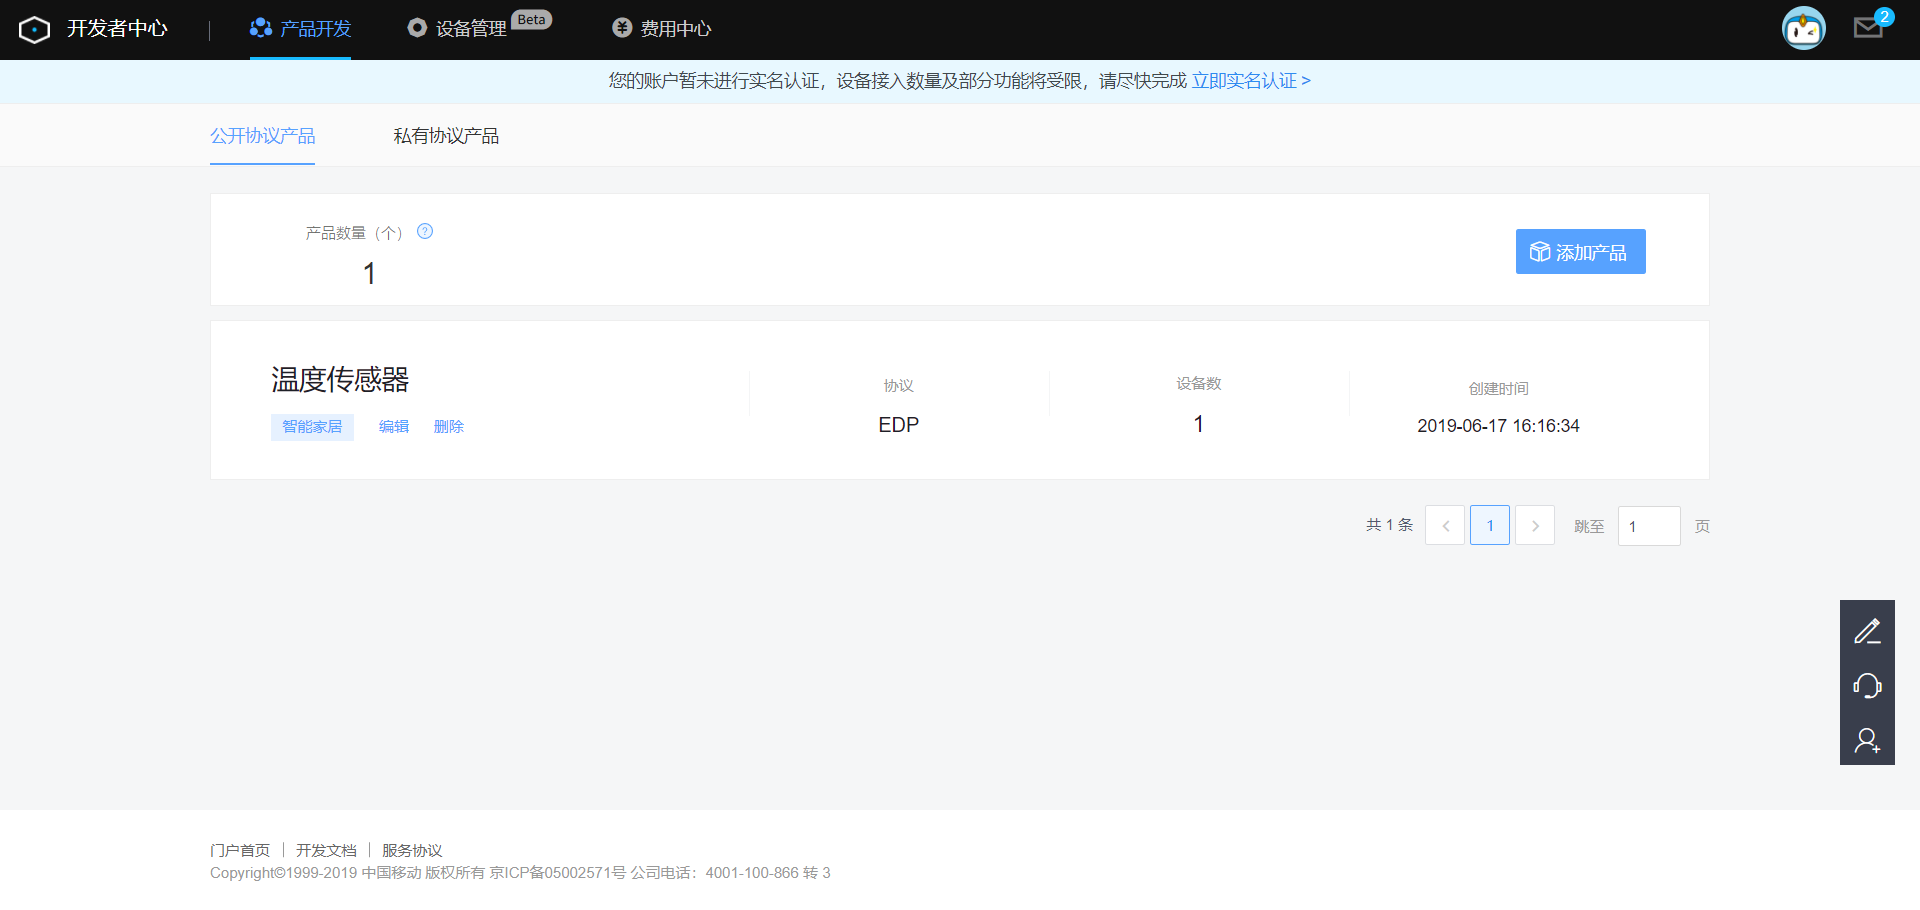 开发者中心 产品开发 设备管理 Beta 费用中心 2
您的账户暂未进行实名认证，设备接入数量及部分功能将受限，请尽快完成 立即实名认证 >
公开协议产品 私有协议产品
产品数量（个） ?
1
添加产品
温度传感器
智能家居 编辑 删除
协议
EDP
设备数
1
创建时间
2019-06-17 16:16:34
共 1 条 < 1 > 跳至 1 页
门户首页 | 开发文档 | 服务协议
Copyright©1999-2019 中国移动 版权所有 京ICP备05002571号 公司电话：4001-100-866 转 3